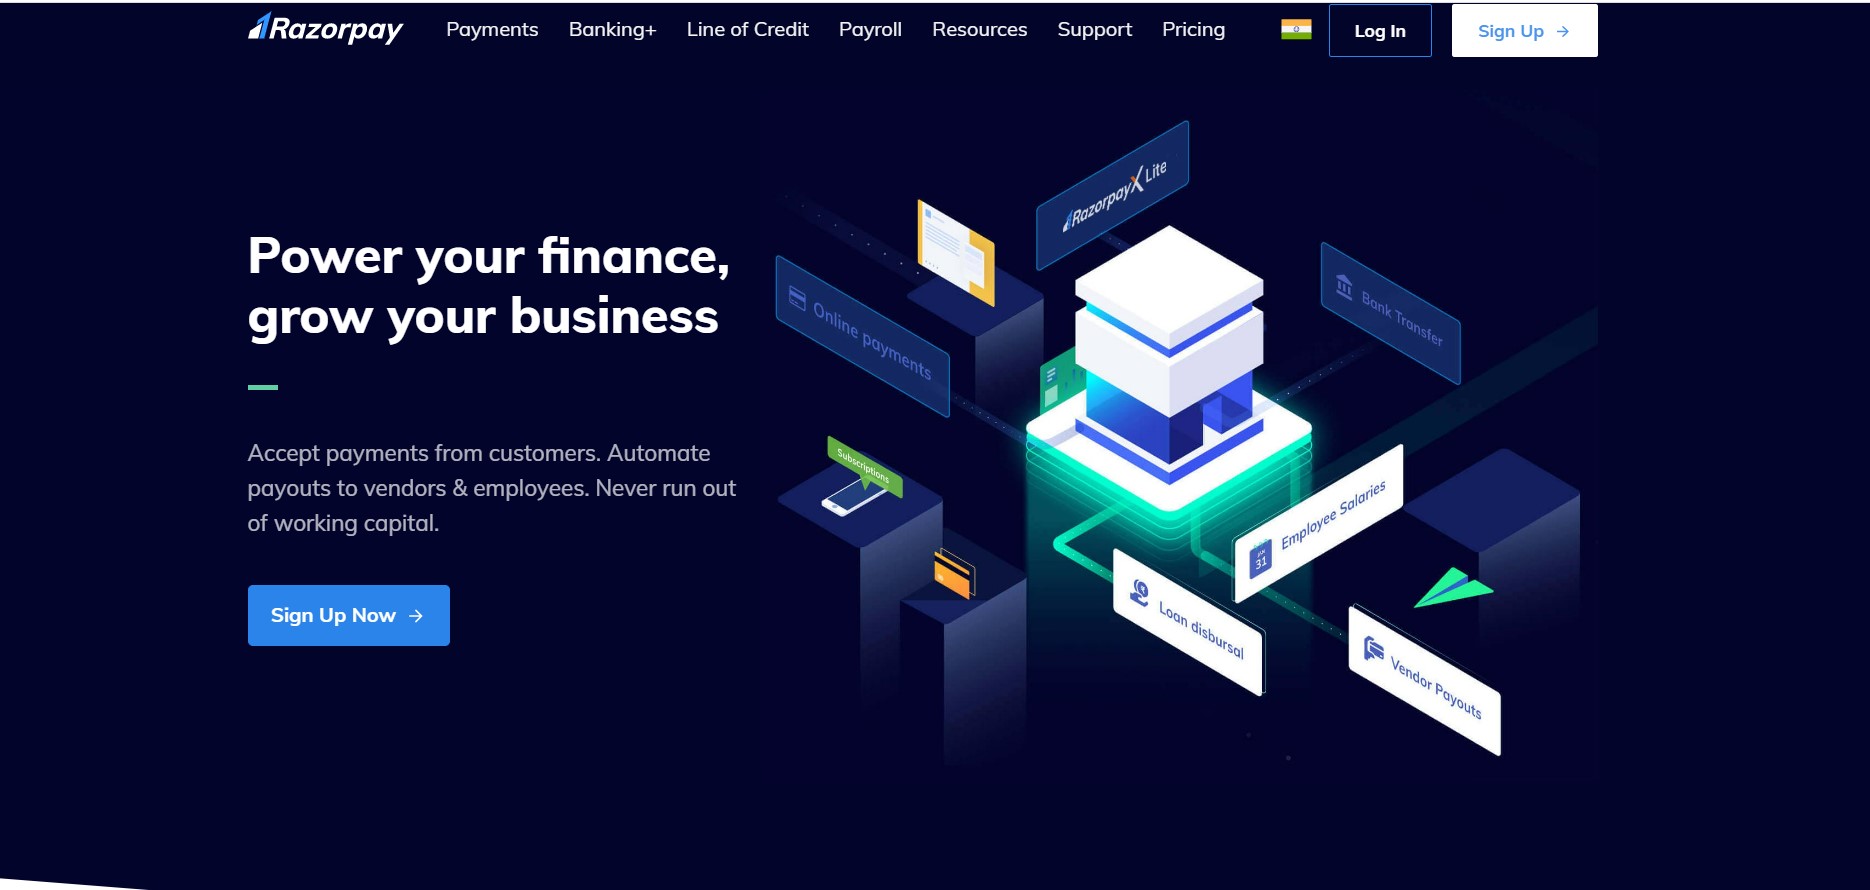 Razorpay
Payments Banking+ Line of Credit Payroll Resources Support Pricing Log In Sign Up →
RazorpayX Lite
Power your finance,
grow your business
Online payments
Bank Transfer
Accept payments from customers. Automate
payouts to vendors & employees. Never run out
of working capital.
Subscriptions
Employee Salaries
JAN
31
Loan disbursal
Vendor Payouts
Sign Up Now →